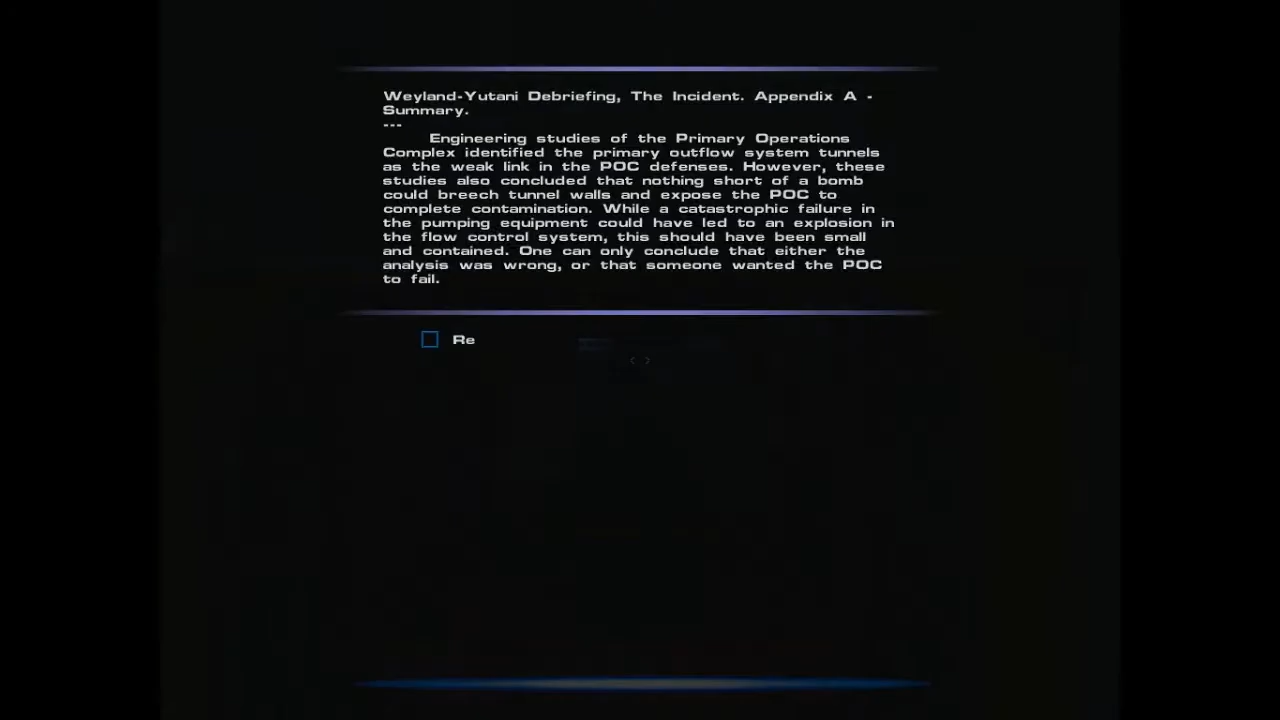 Weyland-Yutani Debriefing, The Incident. Appendix A -
Summary.
---
Engineering studies of the Primary Operations
Complex identified the primary outflow system tunnels
as the weak link in the POC defenses. However, these
studies also concluded that nothing short of a bomb
could breech tunnel walls and expose the POC to
complete contamination. While a catastrophic failure in
the pumping equipment could have led to an explosion in
the flow control system, this should have been small
and contained. One can only conclude that either the
analysis was wrong, or that someone wanted the POC
to fail.
Re